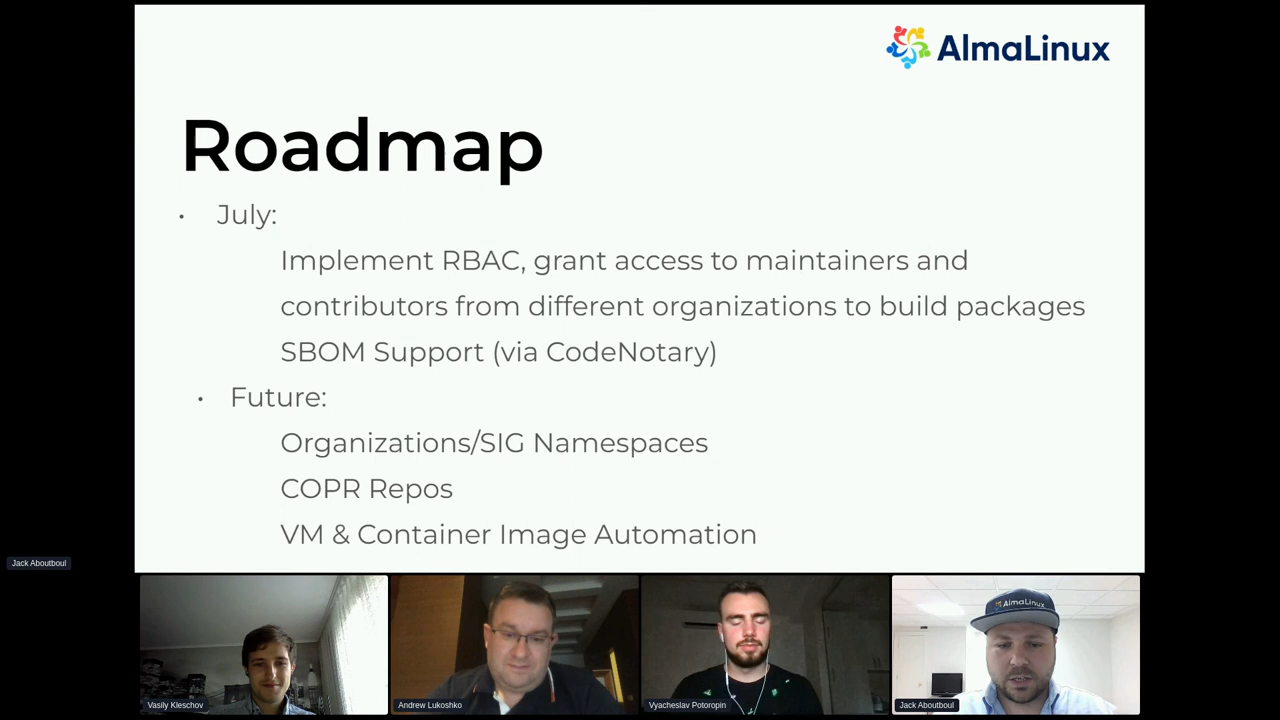 AlmaLinux
Roadmap
• July:
Implement RBAC, grant access to maintainers and
contributors from different organizations to build packages
SBOM Support (via CodeNotary)
• Future:
Organizations/SIG Namespaces
COPR Repos
VM & Container Image Automation
Jack Aboutboul
AlmaLinux
Vasily Kleschov
Andrew Lukoshko
Vyacheslav Potoropin
Jack Aboutboul